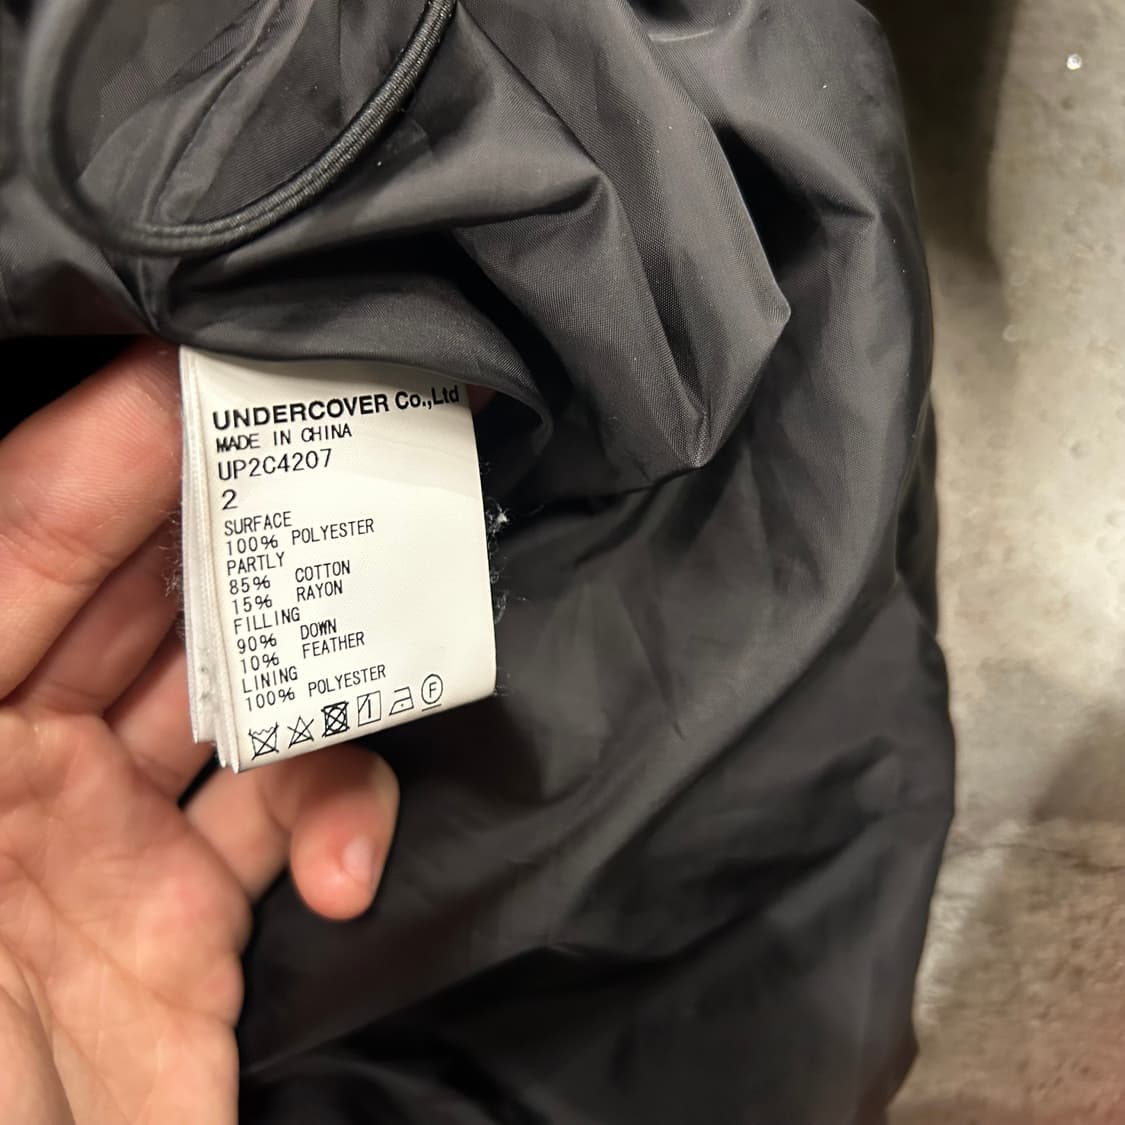 UNDERCOVER Co.,Ltd
MADE IN CHINA
UP2C4207
2
SURFACE
100% POLYESTER
PARTLY
85% COTTON
15% RAYON
FILLING
90% DOWN
10% FEATHER
LINING
100% POLYESTER
F